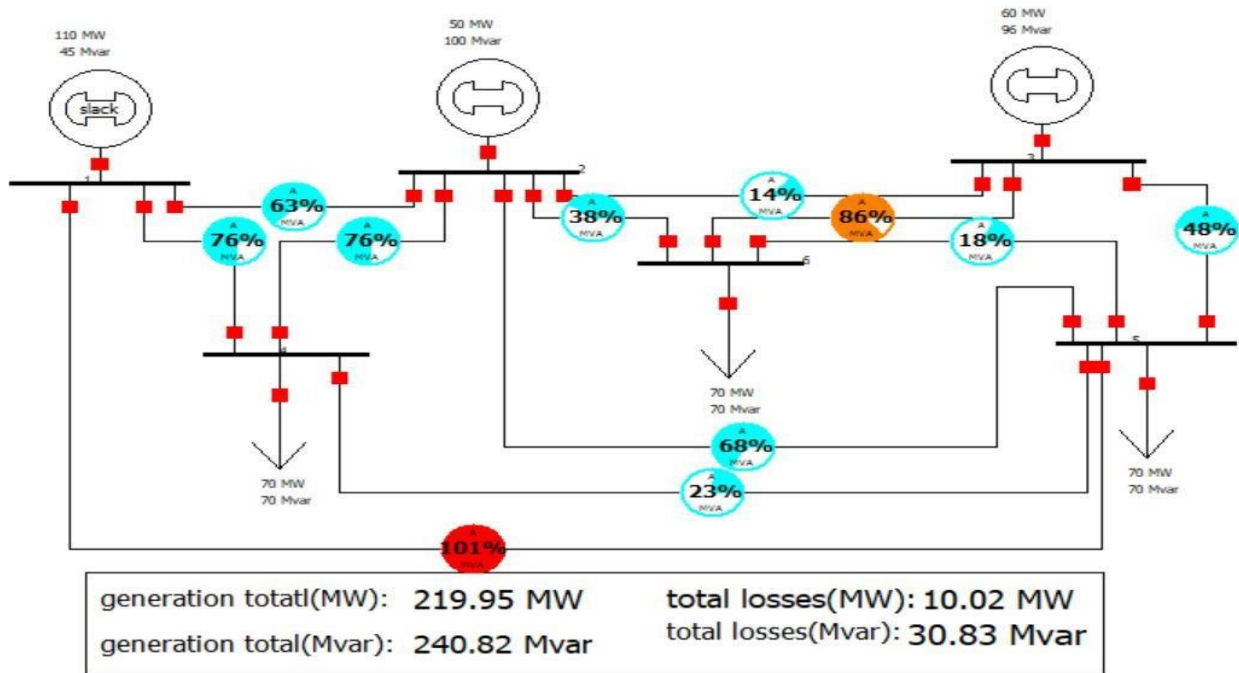 110 MW
45 Mvar
slack
1
50 MW
100 Mvar
2
60 MW
96 Mvar
3
A
63%
MVA
A
76%
MVA
A
76%
MVA
A
38%
MVA
A
14%
MVA
A
86%
MVA
A
18%
MVA
A
48%
MVA
6
4
5
70 MW
70 Mvar
70 MW
70 Mvar
70 MW
70 Mvar
A
68%
MVA
A
23%
MVA
A
101%
MVA
generation totatl(MW): 219.95 MW
total losses(MW): 10.02 MW
generation total(Mvar): 240.82 Mvar
total losses(Mvar): 30.83 Mvar